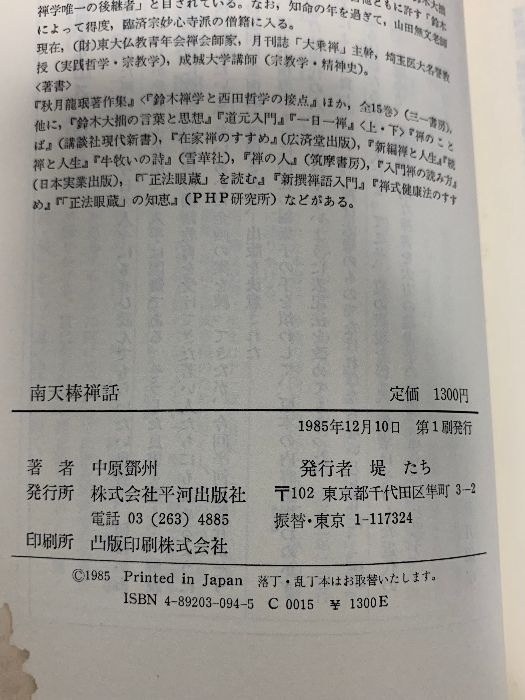 禅学唯一の後継者」と目されている。なお、知命の年を過ぎて、山田無文老師
によって得度、臨済宗妙心寺派の僧籍に入る。
現在、(財)東大仏教青年会禅会師家、月刊誌「大乗禅」主幹、埼玉医大名誉教
授(実践哲学・宗教学)、成城大学講師(宗教学・精神史)。
<著書>
『秋月龍珉著作集』<『鈴木禅学と西田哲学の接点』ほか、全15巻>(三一書房)、
他に、『鈴木大拙の言葉と思想』『道元入門』『一日一禅』<上・下>『禅のこと
ば』(講談社現代新書)、『在家禅のすすめ』(広済堂出版)、『新編禅と人生』『続
禅と人生』『牛牧いの詩』(雪華社)、『禅の人』(筑摩書房)、『入門禅の読み方』
(日本実業出版)、『「正法眼蔵」を読む』『新撰禅語入門』『禅式健康法のすす
め』『「正法眼蔵」の知恵』(PHP研究所)などがある。
南天棒禅話 定価 1300円
1985年12月10日 第1刷発行
著者 中原鄧州 発行者 堤 たち
発行所 株式会社平河出版社 〒102 東京都千代田区隼町 3-2
電話 03 (263) 4885 振替・東京 1-117324
印刷所 凸版印刷株式会社
©1985 Printed in Japan 落丁・乱丁本はお取替いたします。
ISBN 4-89203-094-5 C 0015 ¥ 1300E